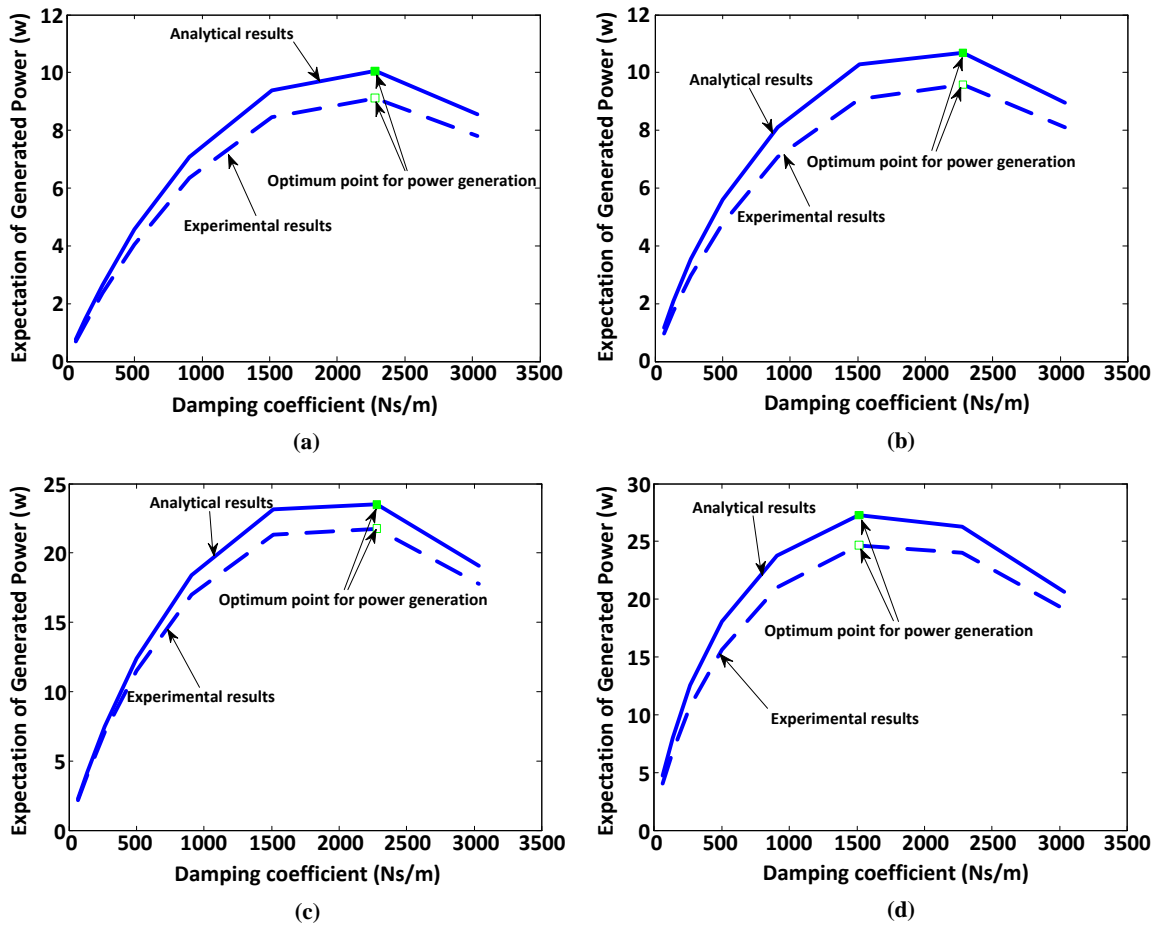 12
10
8
6
4
2
0
Expectation of Generated Power (w)
Analytical results
Optimum point for power generation
Experimental results
0 500 1000 1500 2000 2500 3000 3500
Damping coefficient (Ns/m)
(a)
12
10
8
6
4
2
0
Expectation of Generated Power (w)
Analytical results
Optimum point for power generation
Experimental results
0 500 1000 1500 2000 2500 3000 3500
Damping coefficient (Ns/m)
(b)
25
20
15
10
5
0
Expectation of Generated Power (w)
Analytical results
Optimum point for power generation
Experimental results
0 500 1000 1500 2000 2500 3000 3500
Damping coefficient (Ns/m)
(c)
30
25
20
15
10
5
0
Expectation of Generated Power (w)
Analytical results
Optimum point for power generation
Experimental results
0 500 1000 1500 2000 2500 3000 3500
Damping coefficient (Ns/m)
(d)